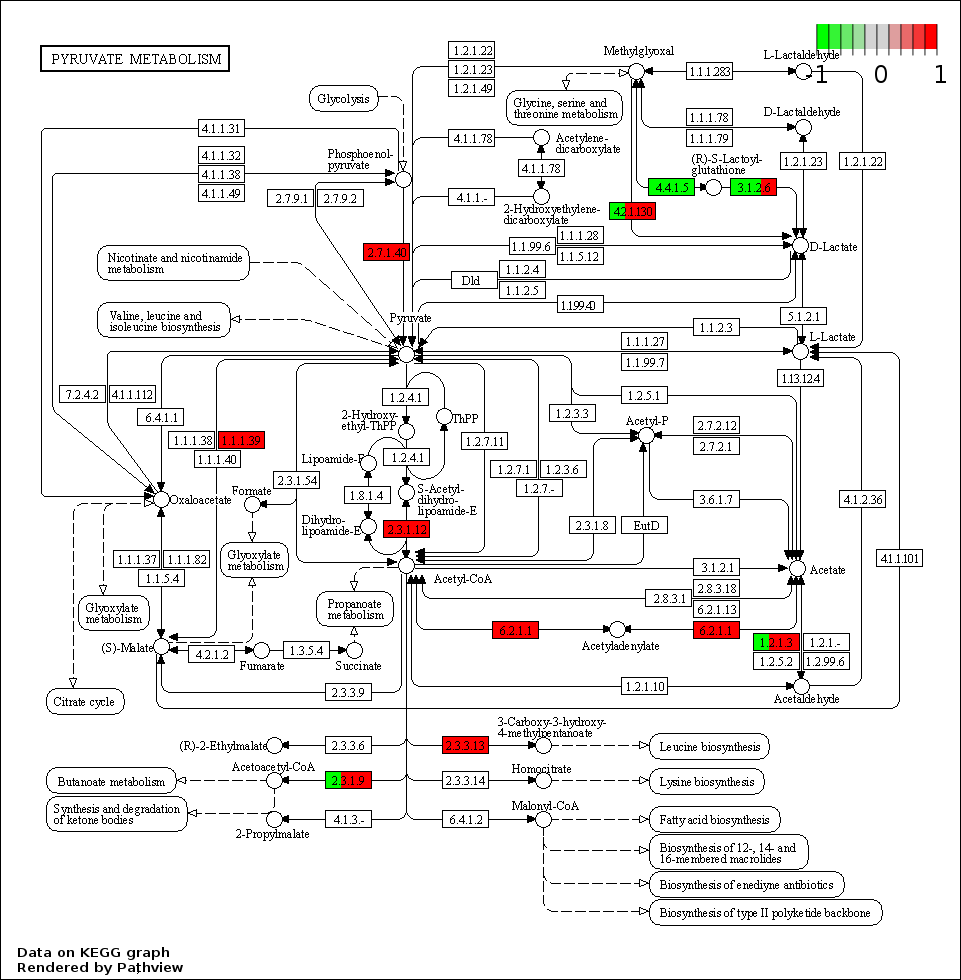 PYRUVATE METABOLISM
-1 0 1
1.2.1.22
1.2.1.23
1.2.1.49
Methylglyoxal
1.1.1.283
L-Lactaldehyde
Glycolysis
Glycine, serine and
threonine metabolism
1.1.1.78
1.1.1.79
D-Lactaldehyde
4.1.1.31
4.1.1.32
4.1.1.38
4.1.1.49
Phosphoenol-
pyruvate
4.1.1.78
Acetylene-
dicarboxylate
4.1.1.78
(R)-S-Lactoyl-
glutathione
1.2.1.23
1.2.1.22
2.7.9.1
2.7.9.2
4.1.1.-
2-Hydroxyethylene-
dicarboxylate
4.4.1.5
3.1.2.6
4.2.1.130
2.7.1.40
1.1.99.6
1.1.1.28
1.1.5.12
D-Lactate
Nicotinate and nicotinamide
metabolism
Dld
1.1.2.4
1.1.2.5
1.1.99.40
Valine, leucine and
isoleucine biosynthesis
Pyruvate
5.1.2.1
1.1.2.3
L-Lactate
1.1.1.27
1.1.99.7
1.13.12.4
7.2.4.2
4.1.1.112
6.4.1.1
1.1.1.38
1.1.1.39
1.1.1.40
1.2.4.1
2-Hydroxy-
ethyl-ThPP
ThPP
1.2.5.1
1.2.3.3
Acetyl-P
2.7.2.12
2.7.2.1
1.2.7.11
Lipoamide-E
1.2.4.1
1.2.7.1
1.2.3.6
1.2.7.-
2.3.1.54
Formate
1.8.1.4
S-Acetyl-
dihydro-
lipoamide-E
Oxaloacetate
3.6.1.7
4.1.2.36
Dihydro-
lipoamide-E
2.3.1.12
2.3.1.8
EutD
Glyoxylate
metabolism
1.1.1.37
1.1.1.82
1.1.5.4
4.1.1.101
Acetyl-CoA
3.1.2.1
Acetate
2.8.3.1
2.8.3.18
6.2.1.13
Glyoxylate
metabolism
Propanoate
metabolism
6.2.1.1
6.2.1.1
Acetyladenylate
1.2.1.3
1.2.1.-
1.2.5.2
1.2.99.6
(S)-Malate
4.2.1.2
Fumarate
1.3.5.4
Succinate
Citrate cycle
2.3.3.9
1.2.1.10
Acetaldehyde
(R)-2-Ethylmalate
2.3.3.6
2.3.3.13
3-Carboxy-3-hydroxy-
4-methylpentanoate
Leucine biosynthesis
Acetoacetyl-CoA
Butanoate metabolism
2.3.1.9
2.3.3.14
Homocitrate
Lysine biosynthesis
Synthesis and degradation
of ketone bodies
4.1.3.-
2-Propylmalate
6.4.1.2
Malonyl-CoA
Fatty acid biosynthesis
Biosynthesis of 12-, 14- and
16-membered macrolides
Biosynthesis of enediyne antibiotics
Biosynthesis of type II polyketide backbone
Data on KEGG graph
Rendered by Pathview